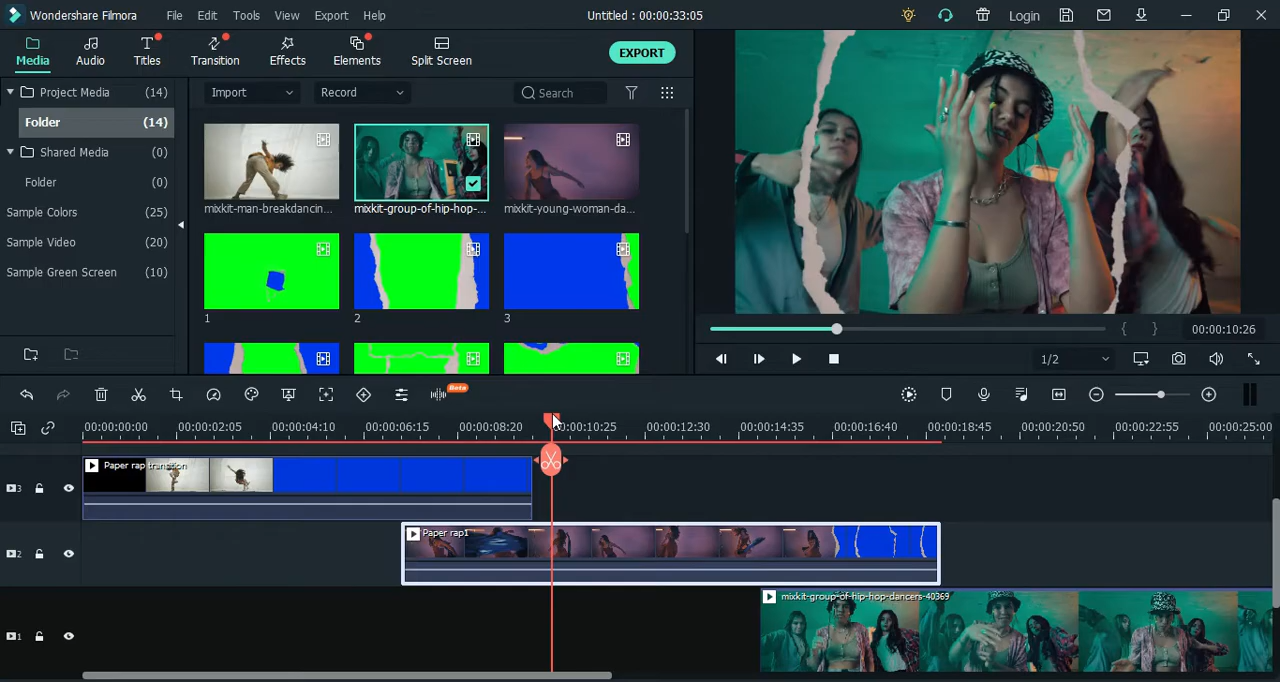 Wondershare Filmora File Edit Tools View Export Help Untitled : 00:00:33:05 Login
Media Audio Titles Transition Effects Elements Split Screen EXPORT
Project Media (14)
Folder (14)
Shared Media (0)
Folder (0)
Sample Colors (25)
Sample Video (20)
Sample Green Screen (10)
Import Record Search
mixkit-man-breakdancin... mixkit-group-of-hip-hop-... mixkit-young-woman-da...
1 2 3
{ } 00:00:10:26
1/2
Beta
00:00:00:00 00:00:02:05 00:00:04:10 00:00:06:15 00:00:08:20 00:00:10:25 00:00:12:30 00:00:14:35 00:00:16:40 00:00:18:45 00:00:20:50 00:00:22:55 00:00:25:00
3 Paper rap transition
2 Paper rap1
1 mixkit-group-of-hip-hop-dancers-40369